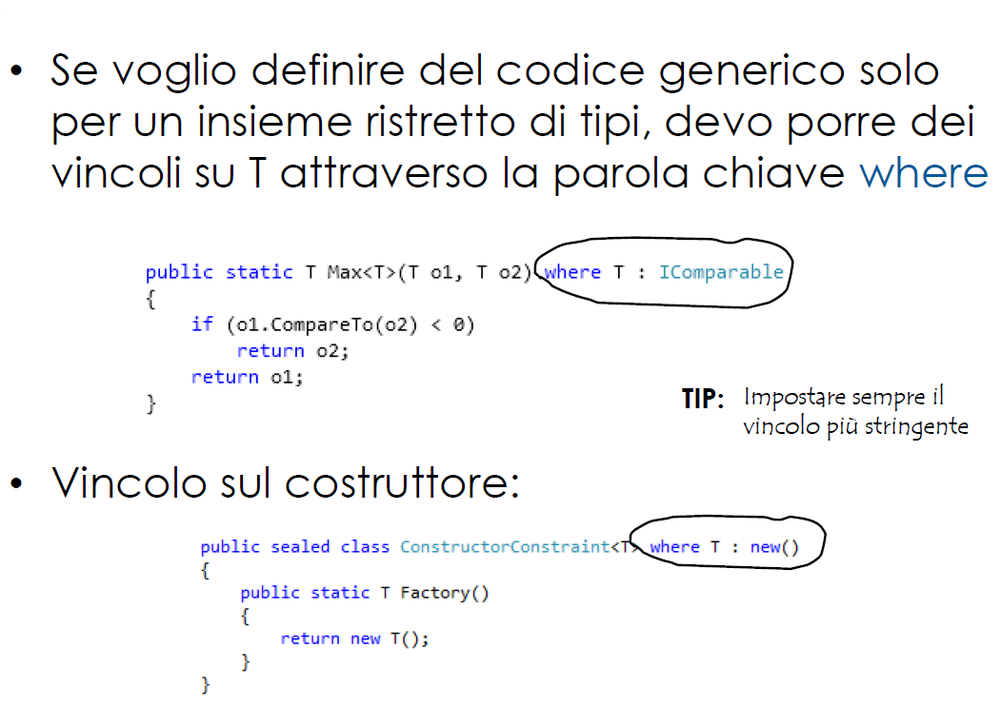 • Se voglio definire del codice generico solo
per un insieme ristretto di tipi, devo porre dei
vincoli su T attraverso la parola chiave where
public static T Max<T>(T o1, T o2) where T : IComparable
{
if (o1.CompareTo(o2) < 0)
return o2;
return o1;
}
TIP: Impostare sempre il
vincolo più stringente
• Vincolo sul costruttore:
public sealed class ConstructorConstraint<T> where T : new()
{
public static T Factory()
{
return new T();
}
}